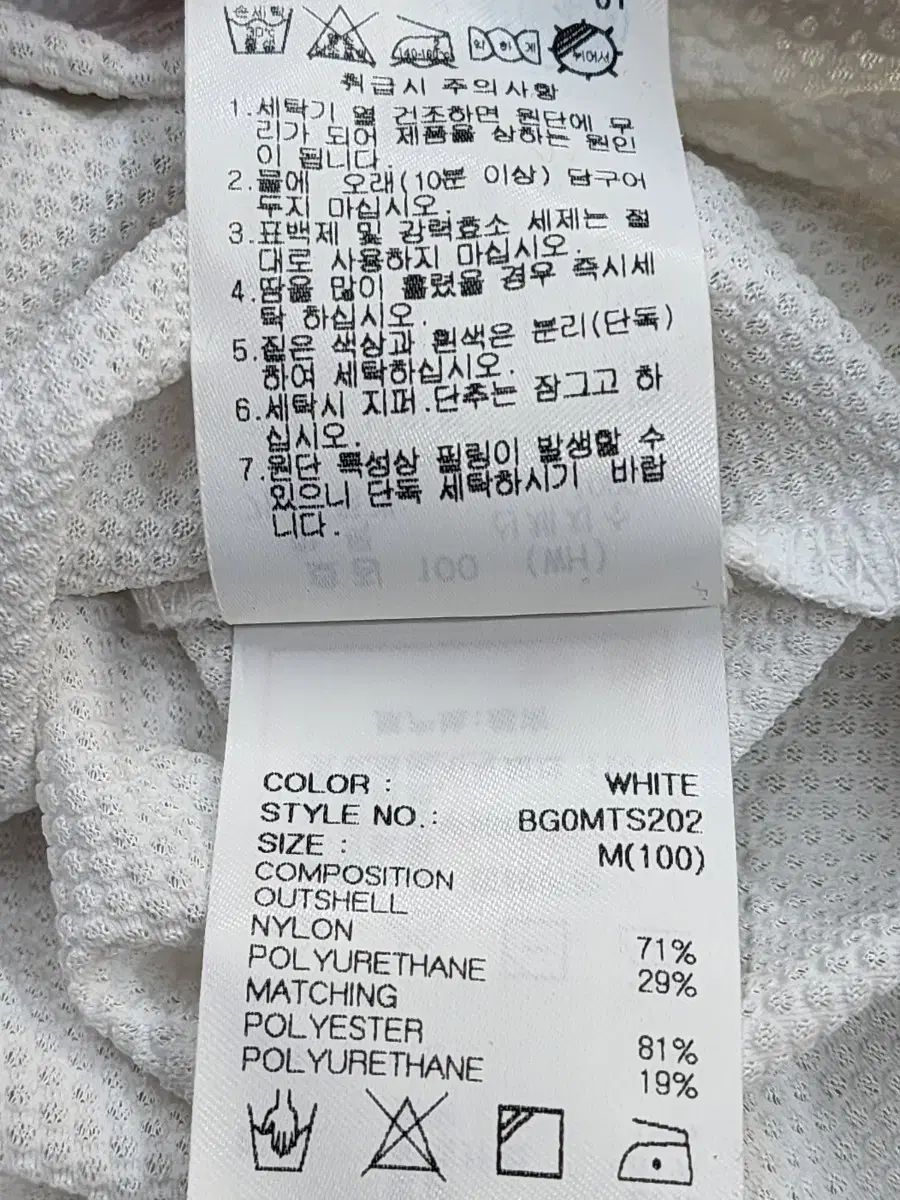 손세탁
30℃
140-160℃
약하게
뉘어서
취급시 주의사항
1.세탁기 열 건조하면 원단에 무
리가 되어 제품을 상하는 원인
이 됩니다.
2.물에 오래(10분 이상) 담구어
두지 마십시오.
3.표백제 및 강력효소 세제는 절
대로 사용하지 마십시오.
4.땀을 많이 흘렸을 경우 즉시세
탁 하십시오.
5.짙은 색상과 흰색은 분리(단독)
하여 세탁하십시오.
6.세탁시 지퍼.단추는 잠그고 하
십시오.
7.원단 특성상 필링이 발생할 수
있으니 단독 세탁하시기 바랍
니다.
COLOR : WHITE
STYLE NO.: BG0MTS202
SIZE : M(100)
COMPOSITION
OUTSHELL
NYLON 71%
POLYURETHANE 29%
MATCHING
POLYESTER 81%
POLYURETHANE 19%